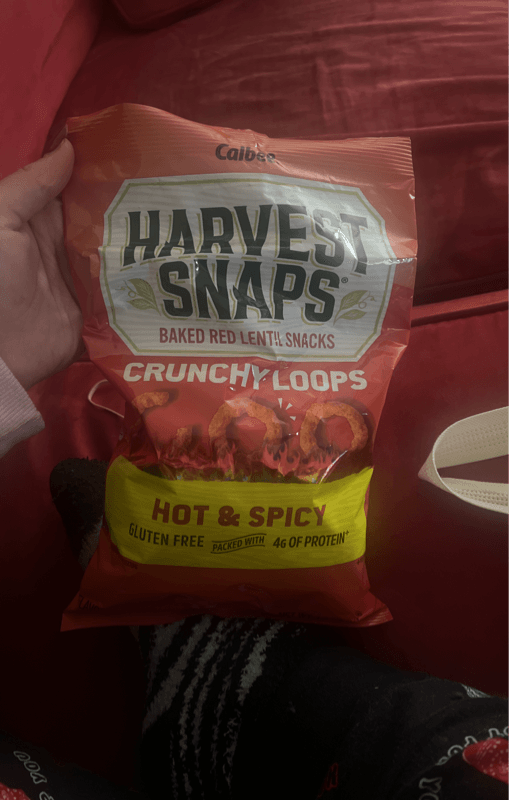 Calbee
HARVEST
SNAPS®
BAKED RED LENTIL SNACKS
CRUNCHY LOOPS
HOT & SPICY
GLUTEN FREE PACKED WITH 4G OF PROTEIN*